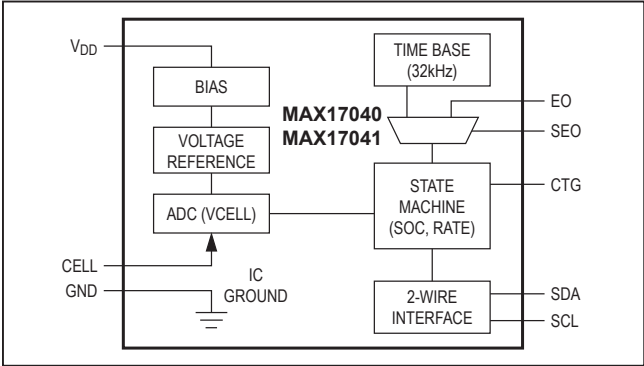 VDD
BIAS
VOLTAGE
REFERENCE
ADC (VCELL)
CELL
GND
IC
GROUND
MAX17040
MAX17041
TIME BASE
(32kHz)
EO
SEO
CTG
STATE
MACHINE
(SOC, RATE)
2-WIRE
INTERFACE
SDA
SCL